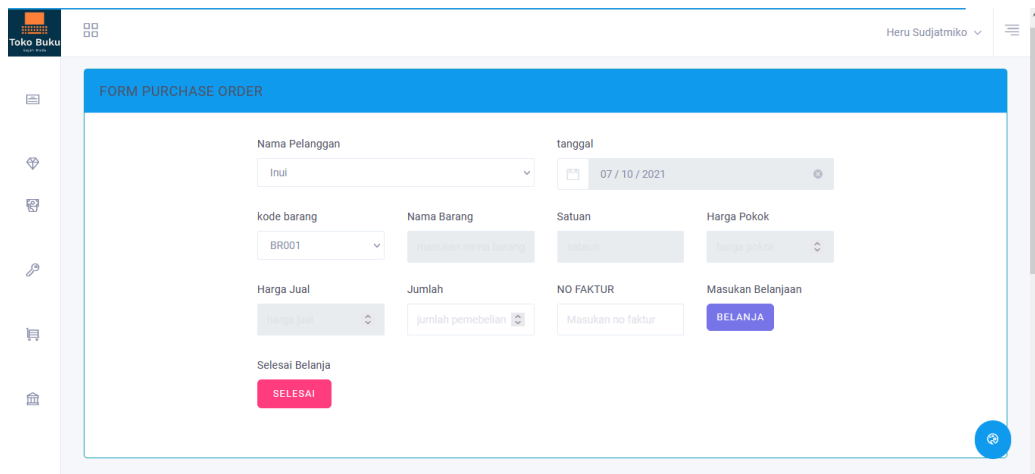 Toko Buku
Heru Sudjatmiko
FORM PURCHASE ORDER
Nama Pelanggan
tanggal
Inui
07 / 10 / 2021
kode barang
Nama Barang
Satuan
Harga Pokok
BR001
masukan nama barang
satuan
harga pokok
Harga Jual
Jumlah
NO FAKTUR
Masukan Belanjaan
harga jual
jumlah pemebelian
Masukan no faktur
BELANJA
Selesai Belanja
SELESAI